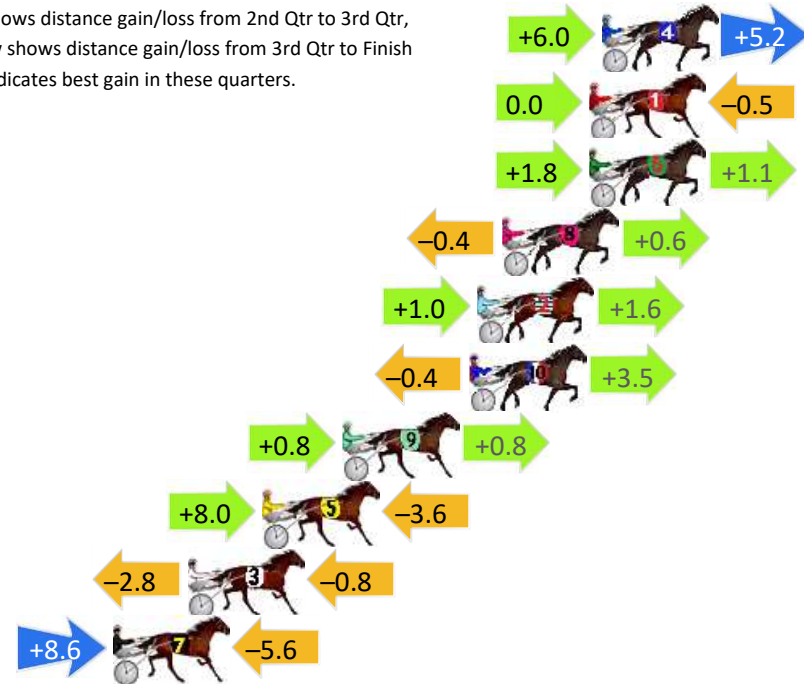 ows distance gain/loss from 2nd Qtr to 3rd Qtr,
shows distance gain/loss from 3rd Qtr to Finish
dicates best gain in these quarters.
+6.0 4 +5.2
0.0 1 –0.5
+1.8 6 +1.1
–0.4 8 +0.6
+1.0 2 +1.6
–0.4 10 +3.5
+0.8 9 +0.8
+8.0 5 –3.6
–2.8 3 –0.8
+8.6 7 –5.6